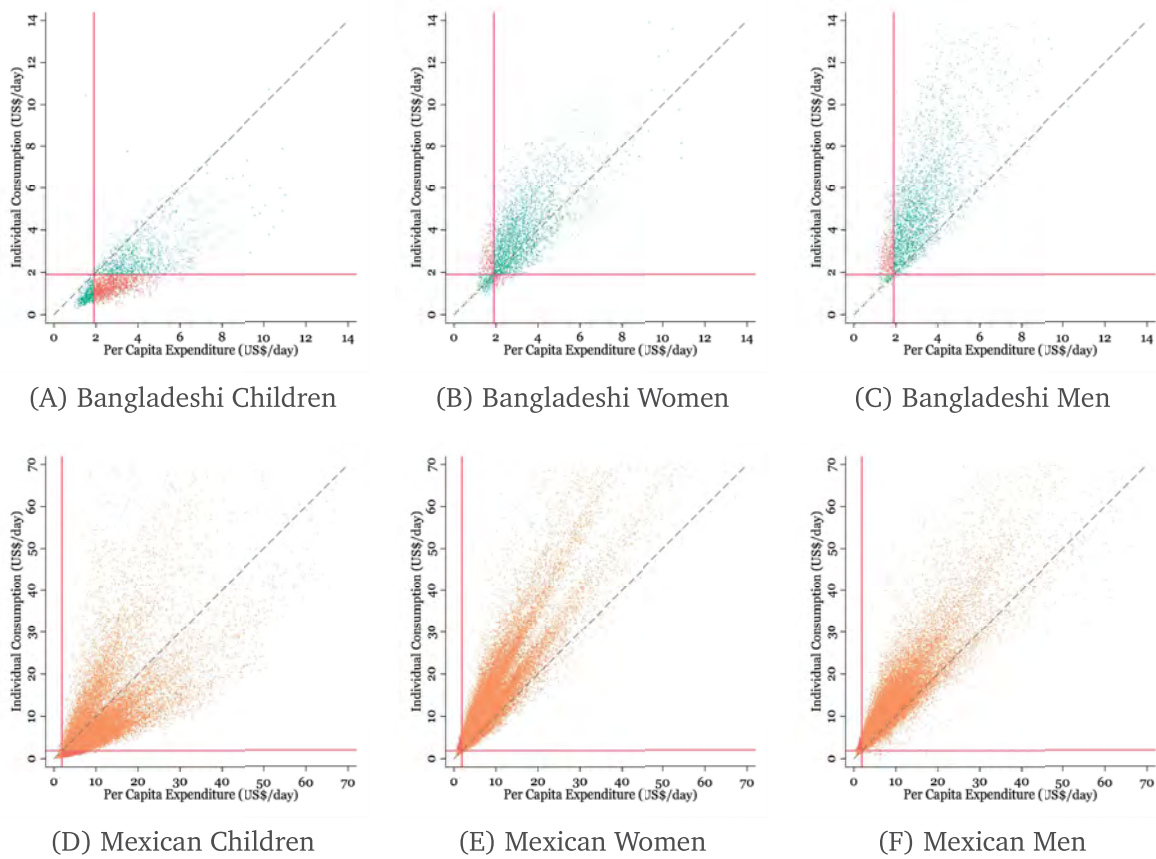 Individual Consumption (US$/day)
0 2 4 6 8 10 12 14
0 2 4 6 8 10 12 14
Per Capita Expenditure (US$/day)
(A) Bangladeshi Children
Individual Consumption (US$/day)
0 2 4 6 8 10 12 14
0 2 4 6 8 10 12 14
Per Capita Expenditure (US$/day)
(B) Bangladeshi Women
Individual Consumption (US$/day)
0 2 4 6 8 10 12 14
0 2 4 6 8 10 12 14
Per Capita Expenditure (US$/day)
(C) Bangladeshi Men
Individual Consumption (US$/day)
0 10 20 30 40 50 60 70
0 10 20 30 40 50 60 70
Per Capita Expenditure (US$/day)
(D) Mexican Children
Individual Consumption (US$/day)
0 10 20 30 40 50 60 70
0 10 20 30 40 50 60 70
Per Capita Expenditure (US$/day)
(E) Mexican Women
Individual Consumption (US$/day)
0 10 20 30 40 50 60 70
0 10 20 30 40 50 60 70
Per Capita Expenditure (US$/day)
(F) Mexican Men